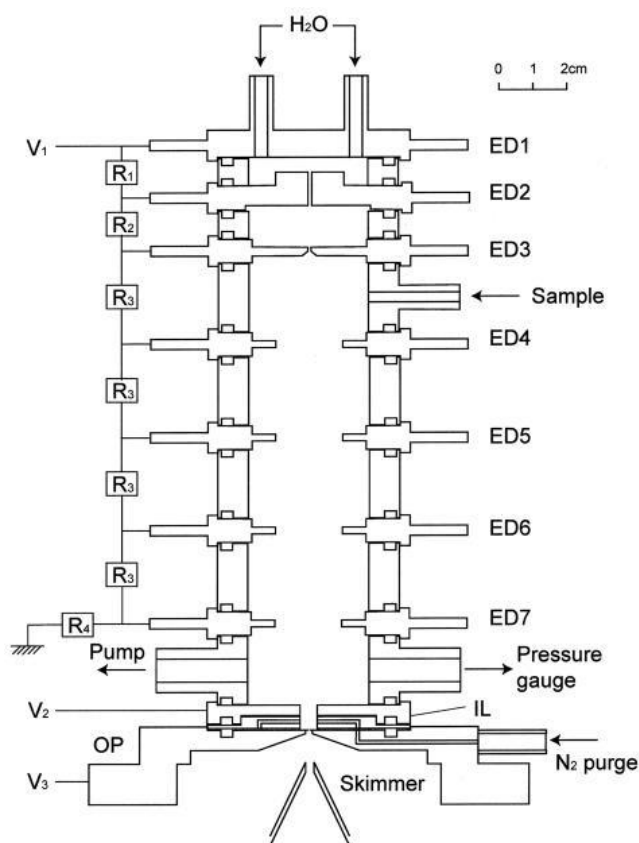 H₂O
0 1 2cm
V₁
ED1
R₁
ED2
R₂
ED3
R₃
Sample
ED4
R₃
ED5
R₃
ED6
R₃
ED7
R₄
Pump
Pressure
gauge
V₂
IL
OP
N₂ purge
V₃
Skimmer